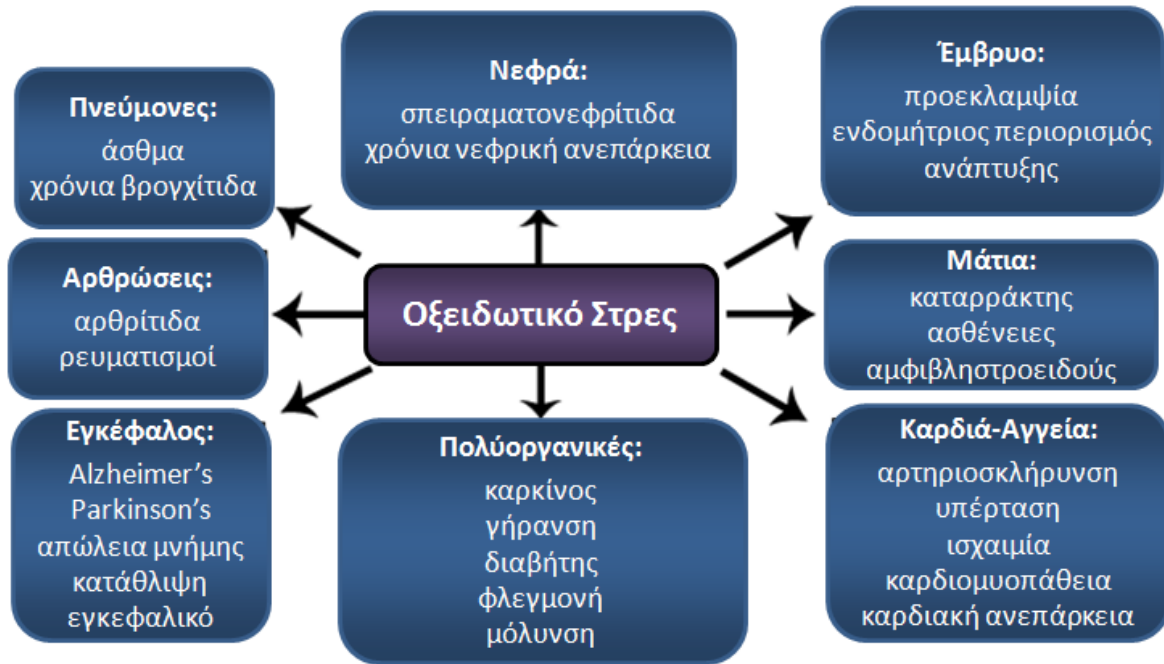 Πνεύμονες:
άσθμα
χρόνια βρογχίτιδα
Νεφρά:
σπειραματονεφρίτιδα
χρόνια νεφρική ανεπάρκεια
Έμβρυο:
προεκλαμψία
ενδομήτριος περιορισμός
ανάπτυξης
Αρθρώσεις:
αρθρίτιδα
ρευματισμοί
Οξειδωτικό Στρες
Μάτια:
καταρράκτης
ασθένειες
αμφιβληστροειδούς
Εγκέφαλος:
Alzheimer’s
Parkinson’s
απώλεια μνήμης
κατάθλιψη
εγκεφαλικό
Πολύοργανικές:
καρκίνος
γήρανση
διαβήτης
φλεγμονή
μόλυνση
Καρδιά-Αγγεία:
αρτηριοσκλήρυνση
υπέρταση
ισχαιμία
καρδιομυοπάθεια
καρδιακή ανεπάρκεια